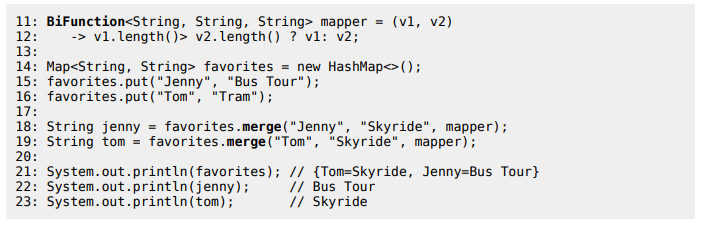 11: BiFunction<String, String, String> mapper = (v1, v2)
12:    -> v1.length()> v2.length() ? v1: v2;
13:
14: Map<String, String> favorites = new HashMap<>();
15: favorites.put("Jenny", "Bus Tour");
16: favorites.put("Tom", "Tram");
17:
18: String jenny = favorites.merge("Jenny", "Skyride", mapper);
19: String tom = favorites.merge("Tom", "Skyride", mapper);
20:
21: System.out.println(favorites); // {Tom=Skyride, Jenny=Bus Tour}
22: System.out.println(jenny);     // Bus Tour
23: System.out.println(tom);       // Skyride